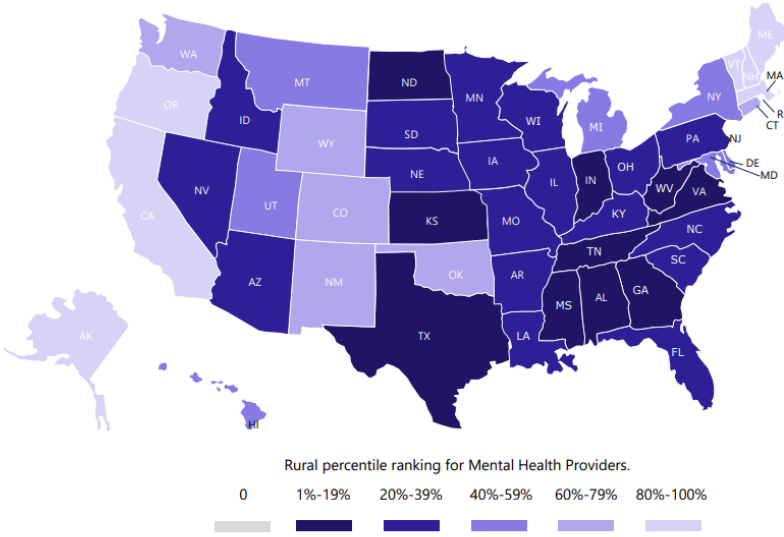 ME
WA
VT
NH
MT
ND
MA
MN
OR
R
ID
WI
NY
SD
CT
MI
WY
NJ
PA
IA
DE
NE
OH
NV
IL
IN
MD
UT
WV
VA
CO
CA
KS
MO
KY
NC
TN
SC
OK
AR
AZ
NM
GA
MS
AL
TX
LA
AK
FL
HI
Rural percentile ranking for Mental Health Providers.
0 1%-19% 20%-39% 40%-59% 60%-79% 80%-100%